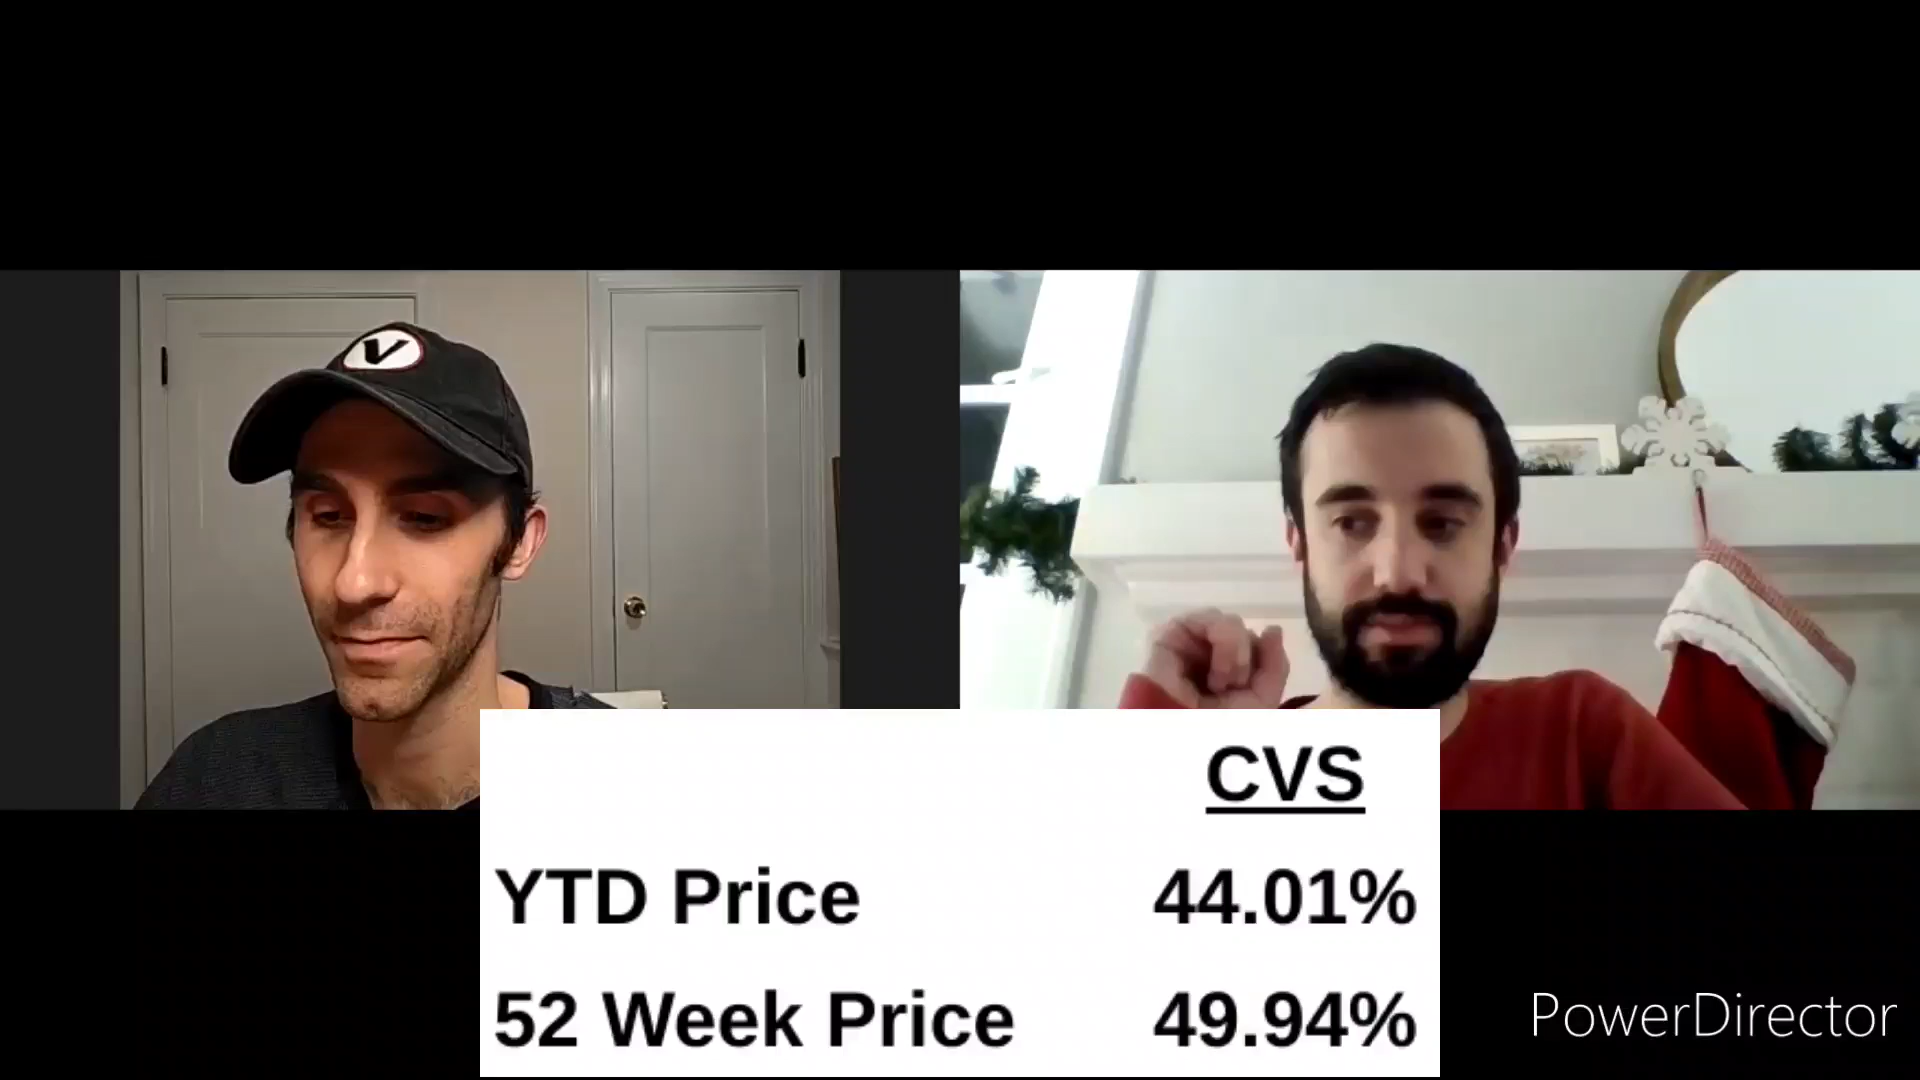 V
CVS
YTD Price 44.01%
52 Week Price 49.94%
PowerDirector